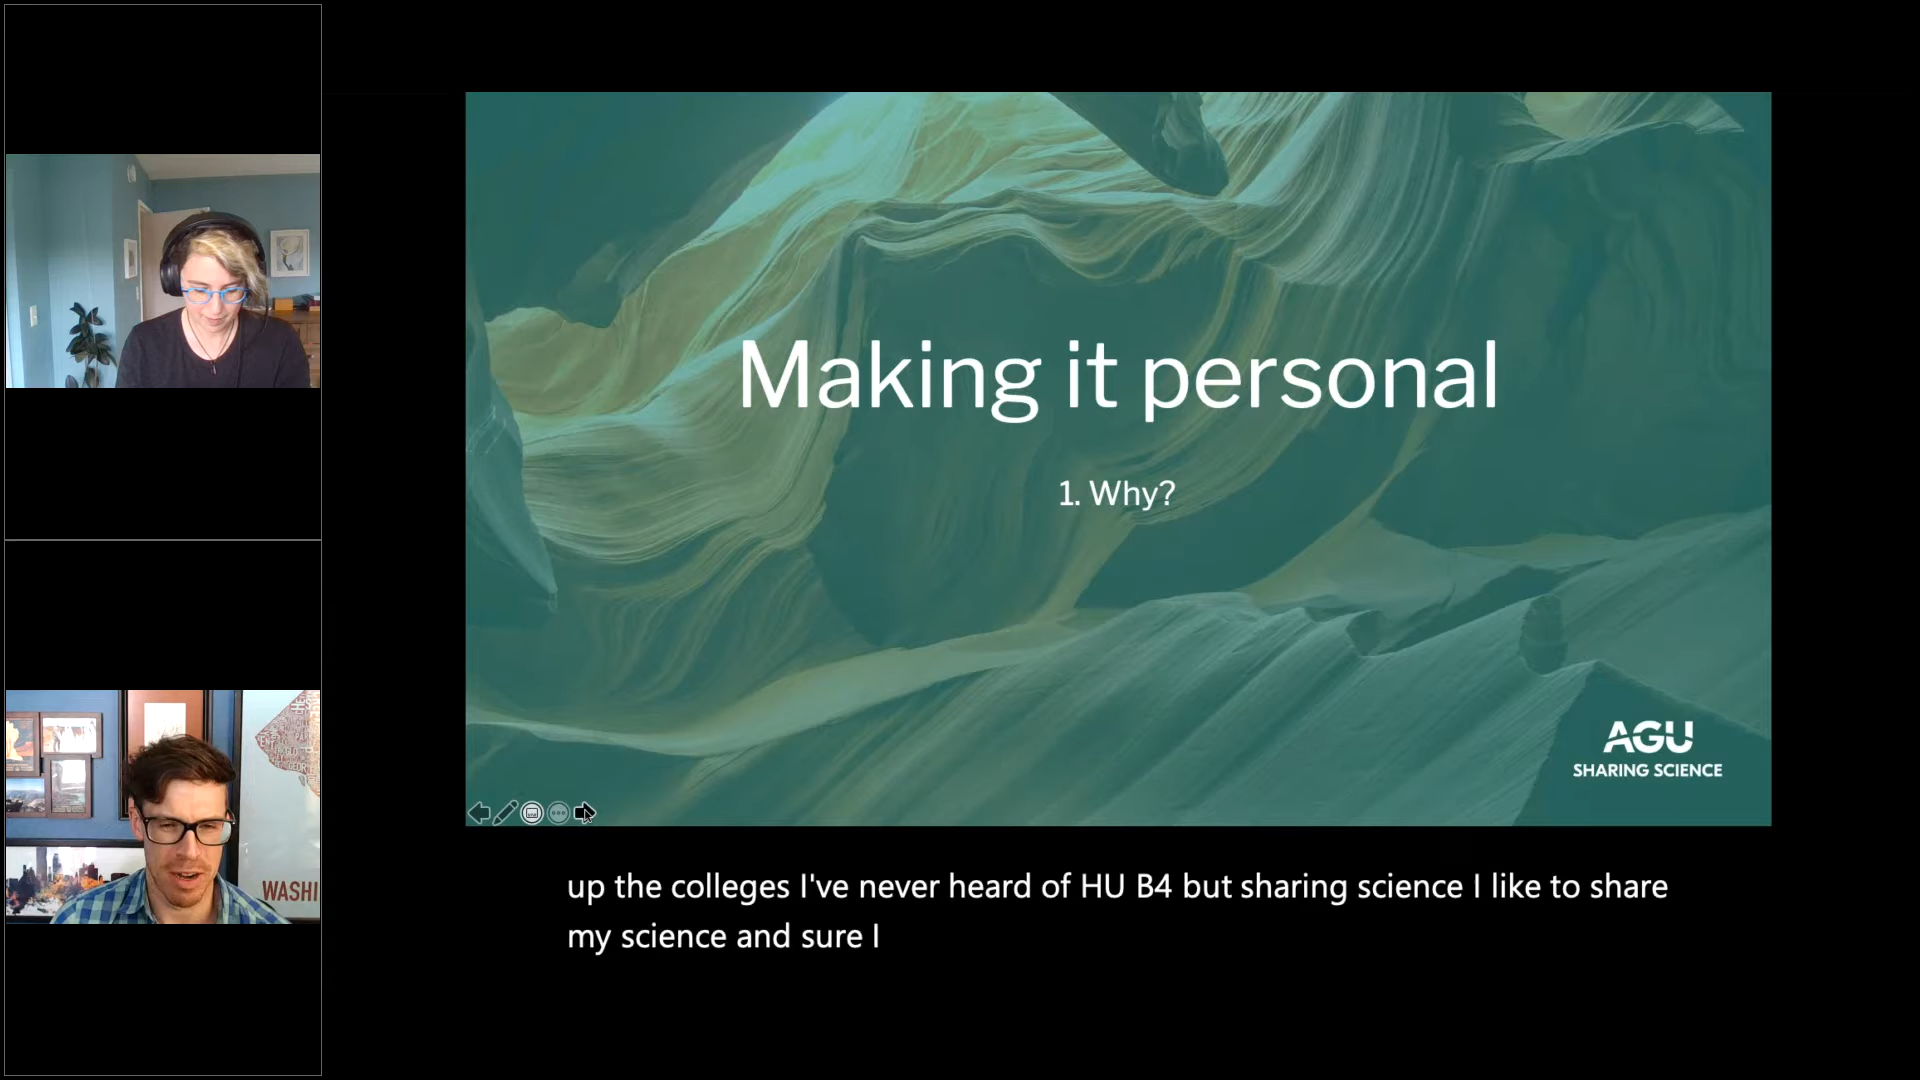 Making it personal
1. Why?
AGU
SHARING SCIENCE
WASHI
up the colleges I've never heard of HU B4 but sharing science I like to share
my science and sure I